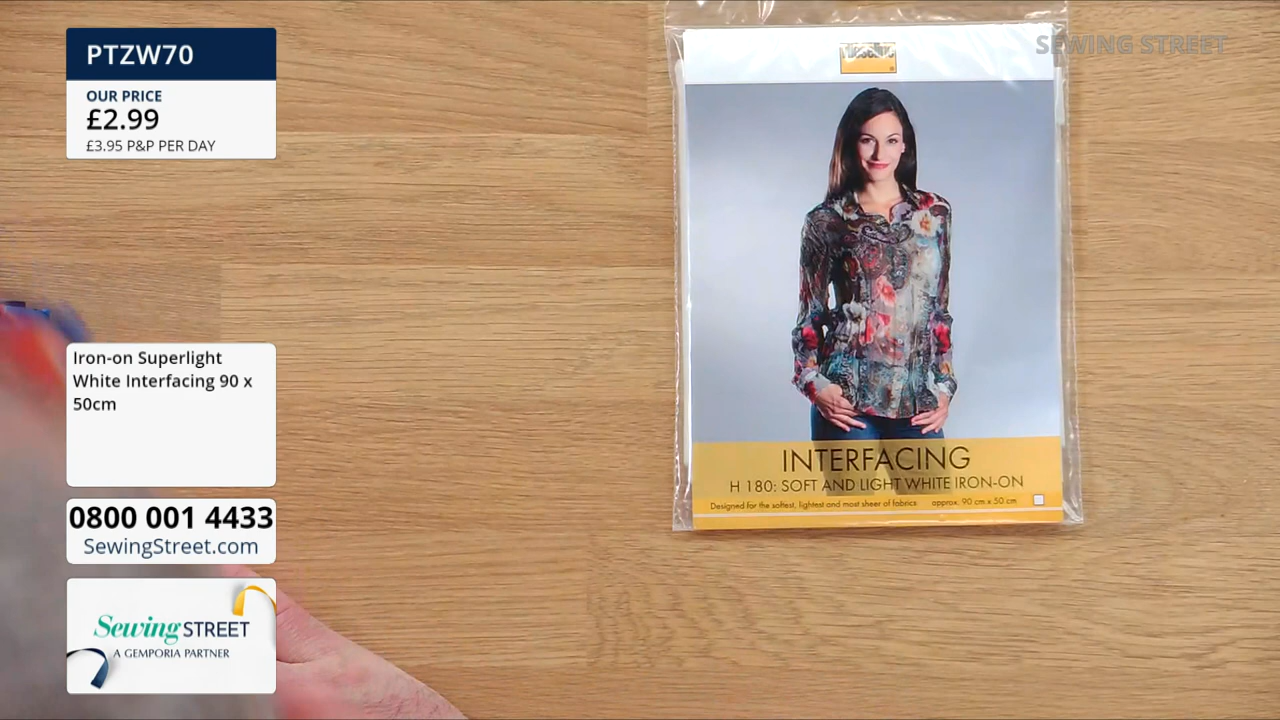 PTZW70
OUR PRICE
£2.99
£3.95 P&P PER DAY
SEWING STREET
Iron-on Superlight
White Interfacing 90 x
50cm
0800 001 4433
SewingStreet.com
Sewing STREET
A GEMPORIA PARTNER
INTERFACING
H 180: SOFT AND LIGHT WHITE IRON-ON
Designed for the softest, lightest and most sheer of fabrics approx. 90 cm x 50 cm